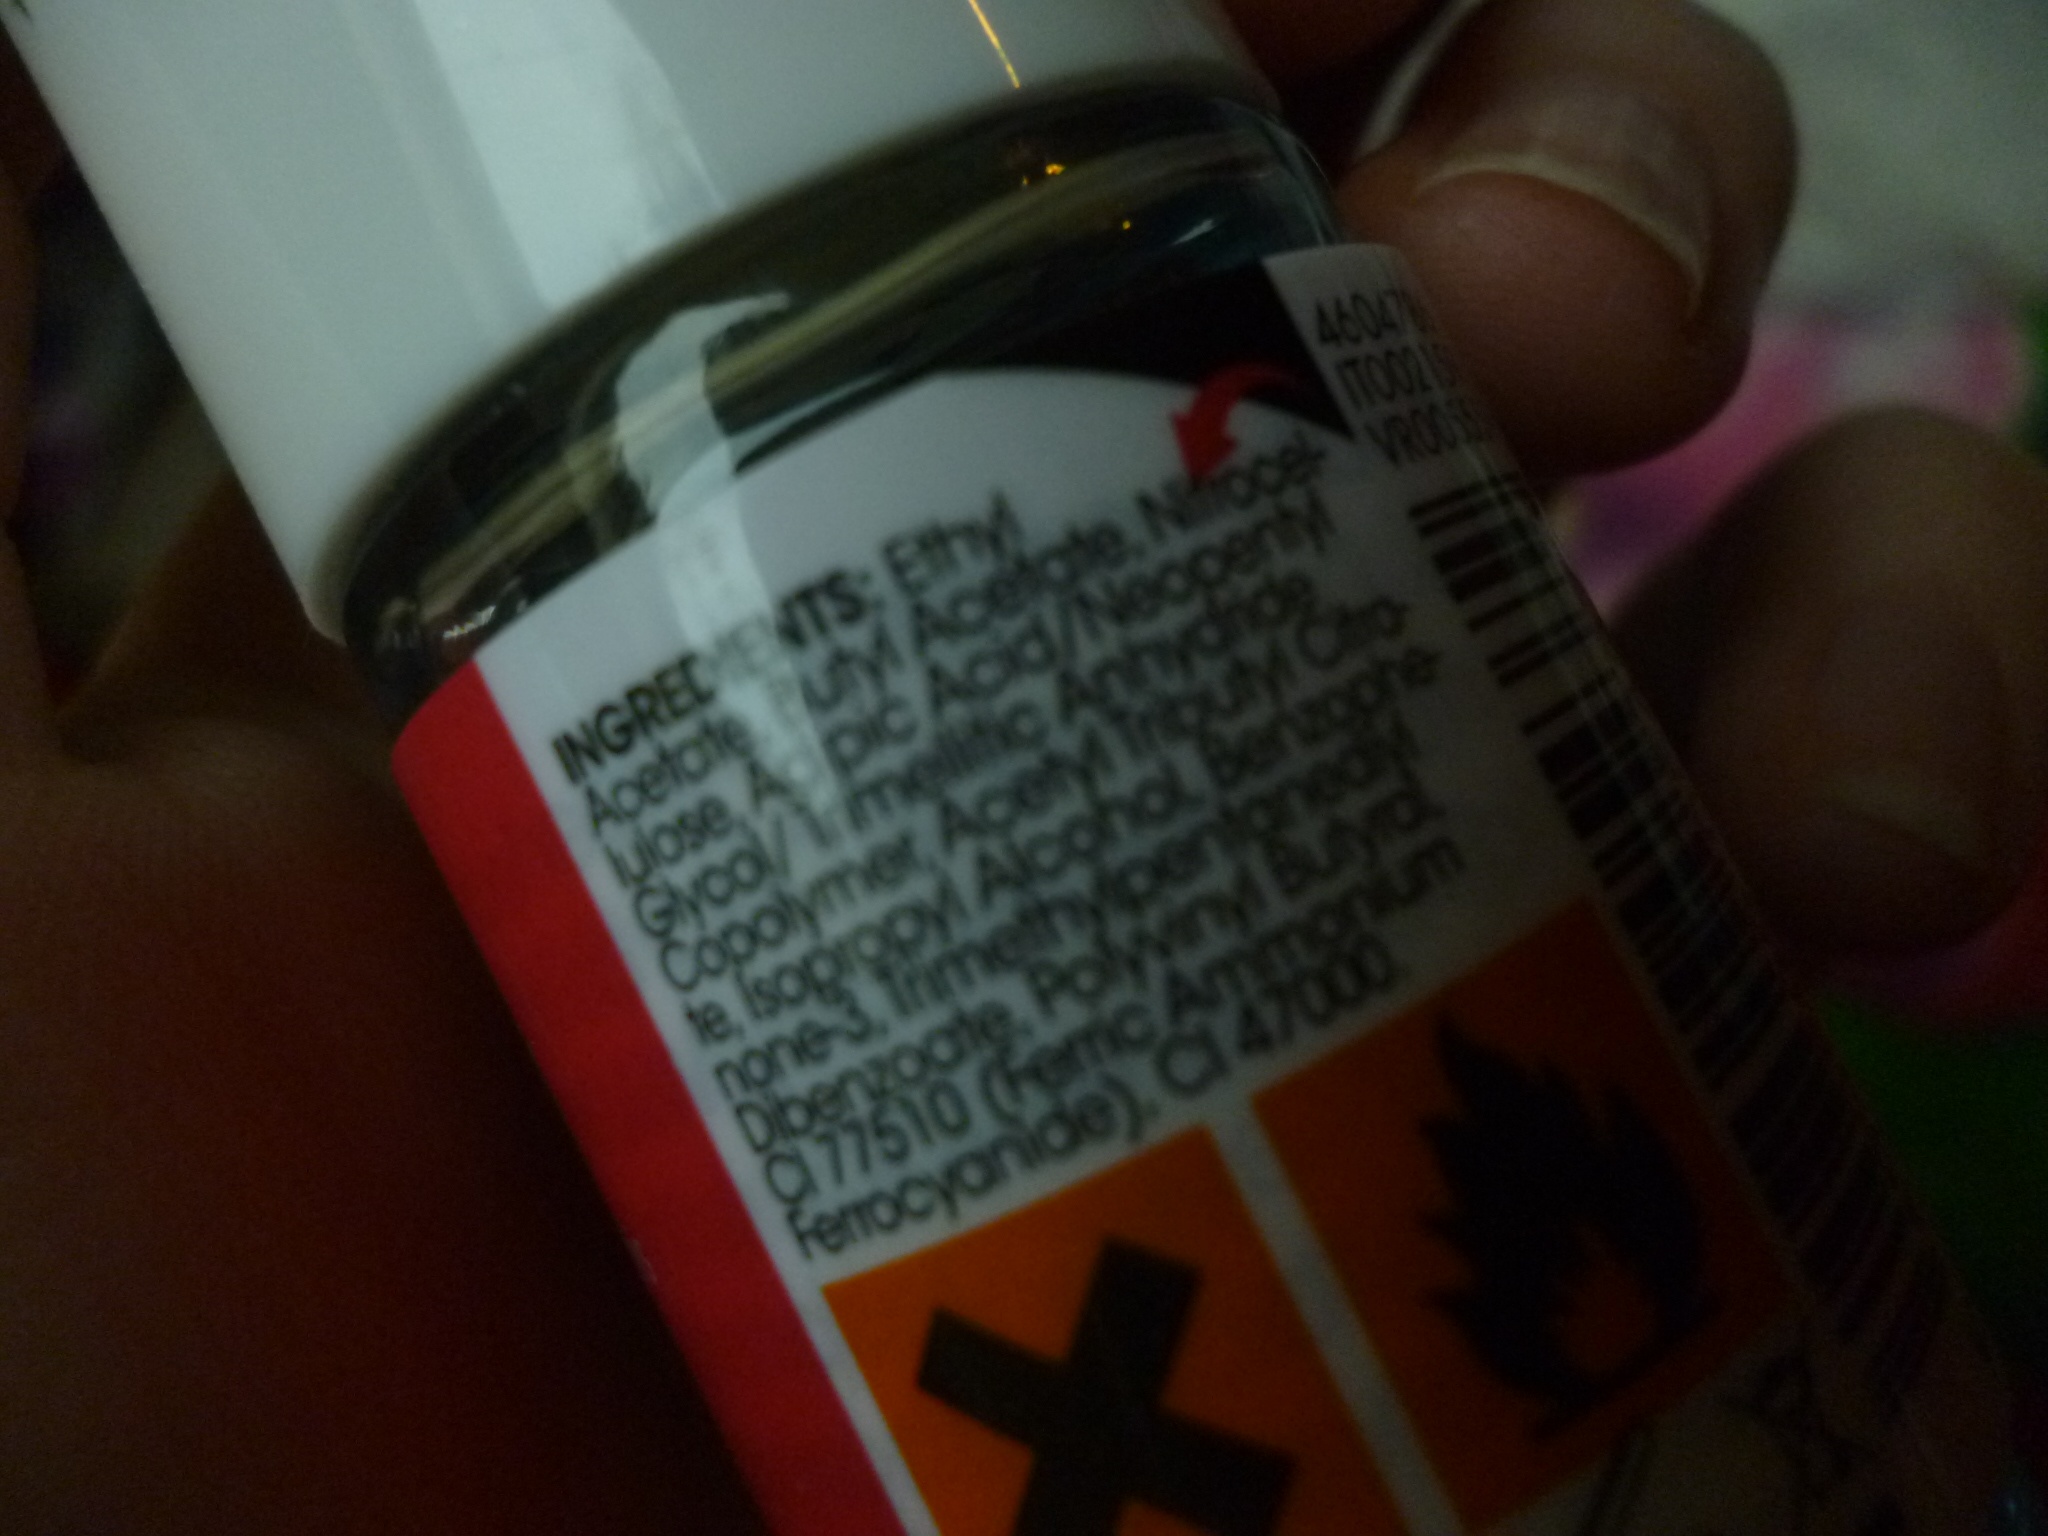 INGREDIENTS: Ethyl
Acetate, Butyl Acetate, Nitrocel-
lulose, Adipic Acid/Neopentyl
Glycol/Trimellitic Anhydride
Copolymer, Acetyl Tributyl Citra-
te, Isopropyl Alcohol, Benzophe-
none-3, Trimethylpentanediyl
Dibenzoate, Polyvinyl Butyral,
CI 77510 (Ferric Ammonium
Ferrocyanide), CI 47000